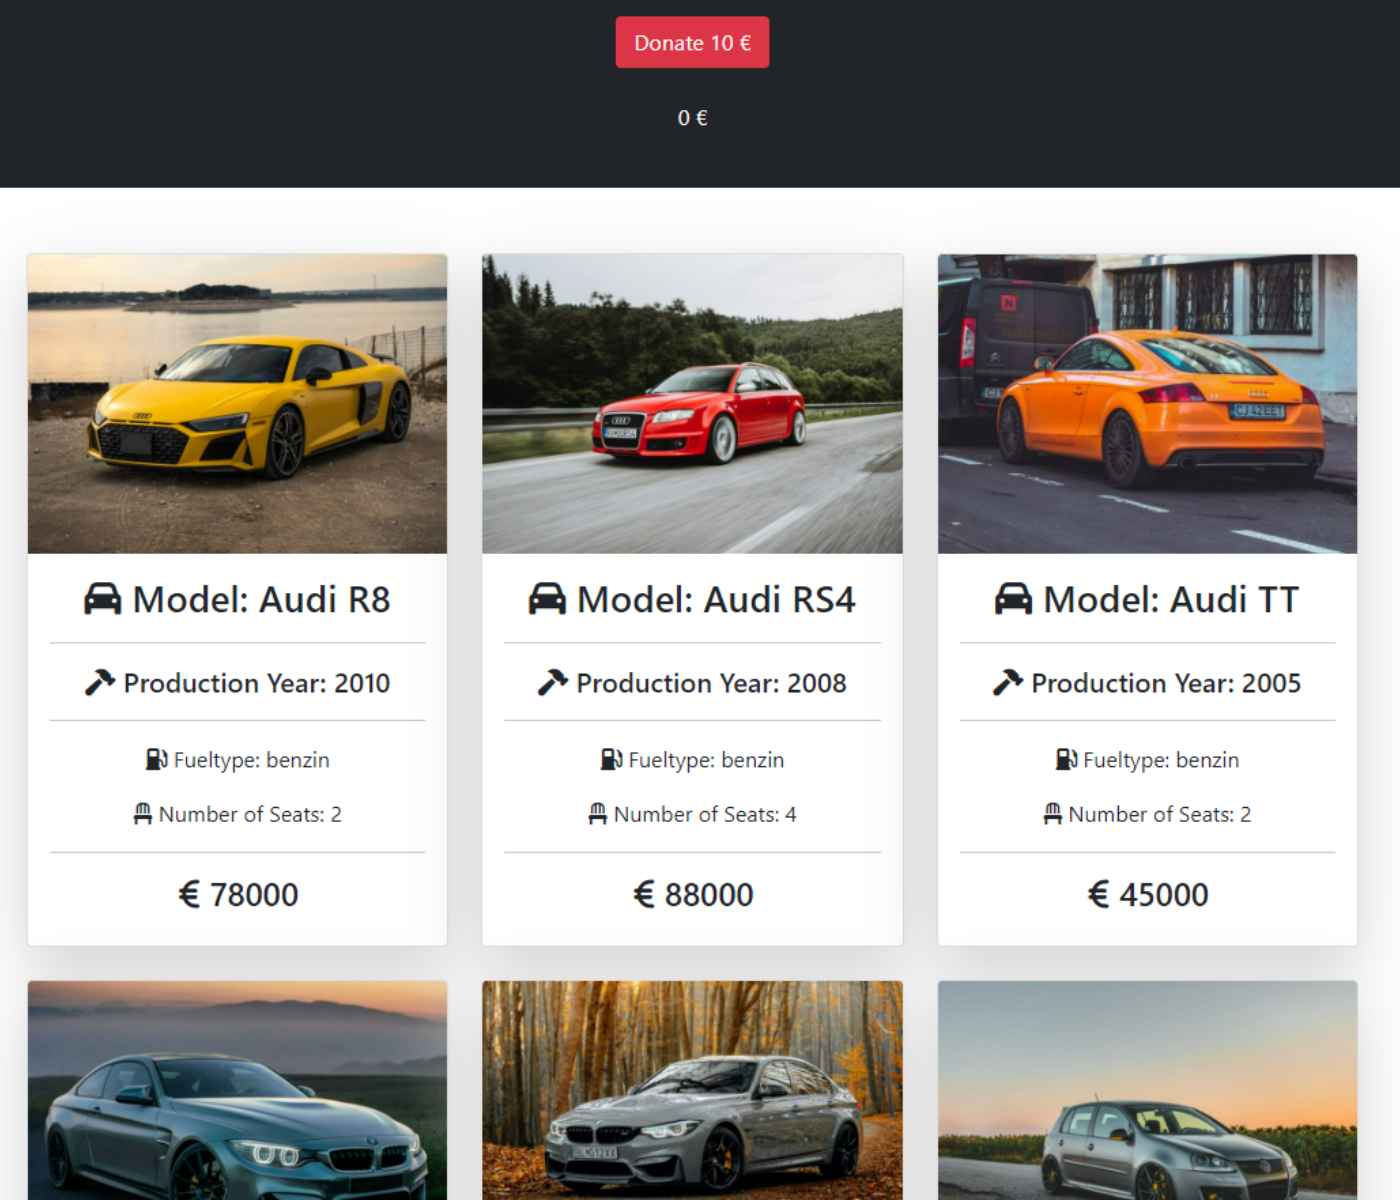 Donate 10 €
0 €
Model: Audi R8
Production Year: 2010
Fueltype: benzin
Number of Seats: 2
€ 78000
Model: Audi RS4
Production Year: 2008
Fueltype: benzin
Number of Seats: 4
€ 88000
N
CJ42EET
Model: Audi TT
Production Year: 2005
Fueltype: benzin
Number of Seats: 2
€ 45000